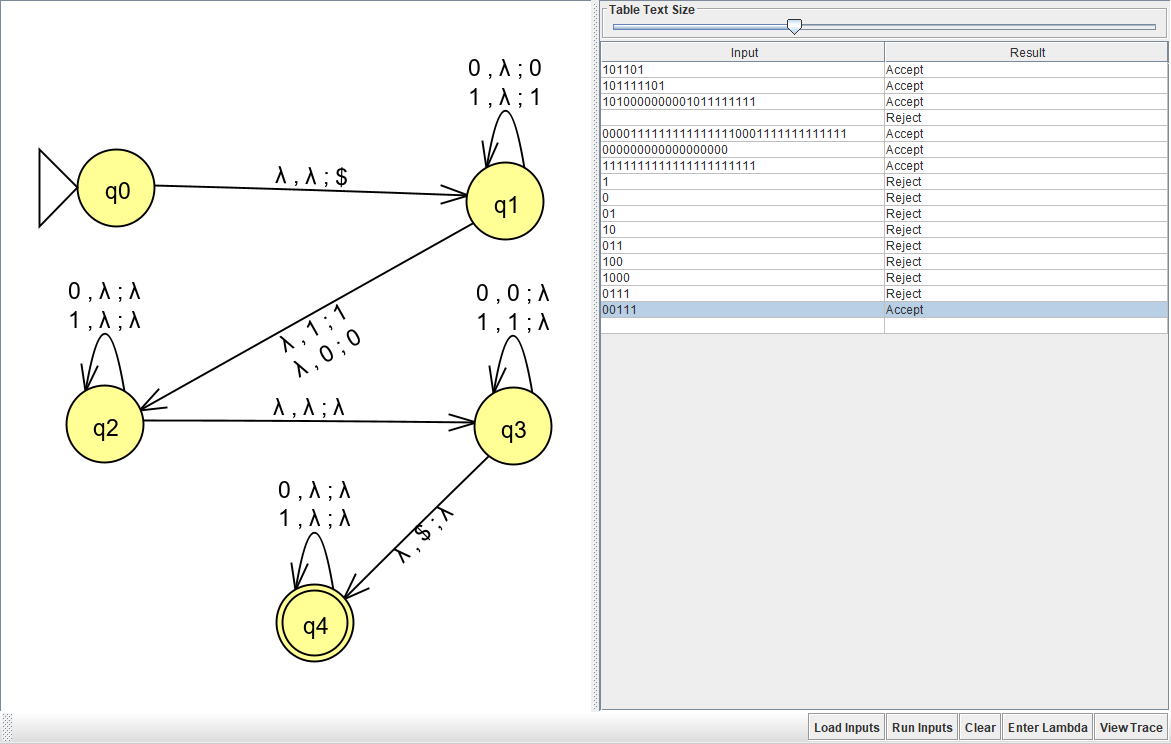 0 , λ ; 0
1 , λ ; 1
q0
λ , λ ; $
q1
0 , λ ; λ
1 , λ ; λ
λ , 1 ; 1
λ , 0 ; 0
0 , 0 ; λ
1 , 1 ; λ
q2
λ , λ ; λ
q3
0 , λ ; λ
1 , λ ; λ
λ , $ ; λ
q4
Table Text Size
Input Result
101101 Accept
101111101 Accept
1010000000001011111111 Accept
Reject
00001111111111111110001111111111111 Accept
000000000000000000 Accept
1111111111111111111111 Accept
1 Reject
0 Reject
01 Reject
10 Reject
011 Reject
100 Reject
1000 Reject
0111 Reject
00111 Accept
Load Inputs Run Inputs Clear Enter Lambda View Trace